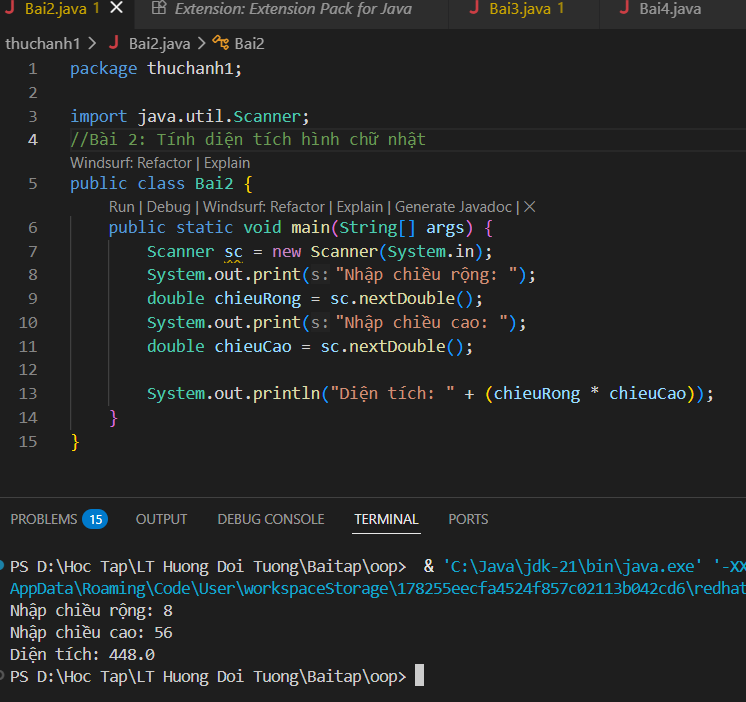 Bai2.java 1 Extension: Extension Pack for Java Bai3.java 1 Bai4.java
thuchanh1 > Bai2.java > Bai2
1 package thuchanh1;
2
3 import java.util.Scanner;
4 //Bài 2: Tính diện tích hình chữ nhật
Windsurf: Refactor | Explain
5 public class Bai2 {
Run | Debug | Windsurf: Refactor | Explain | Generate Javadoc | ×
6 public static void main(String[] args) {
7 Scanner sc = new Scanner(System.in);
8 System.out.print(s: "Nhập chiều rộng: ");
9 double chieuRong = sc.nextDouble();
10 System.out.print(s: "Nhập chiều cao: ");
11 double chieuCao = sc.nextDouble();
12
13 System.out.println("Diện tích: " + (chieuRong * chieuCao));
14 }
15 }
PROBLEMS 15 OUTPUT DEBUG CONSOLE TERMINAL PORTS
PS D:\Hoc Tap\LT Huong Doi Tuong\Baitap\oop> & 'C:\Java\jdk-21\bin\java.exe' '-XX
AppData\Roaming\Code\User\workspaceStorage\178255eecfa4524f857c02113b042cd6\redhat
Nhập chiều rộng: 8
Nhập chiều cao: 56
Diện tích: 448.0
PS D:\Hoc Tap\LT Huong Doi Tuong\Baitap\oop>